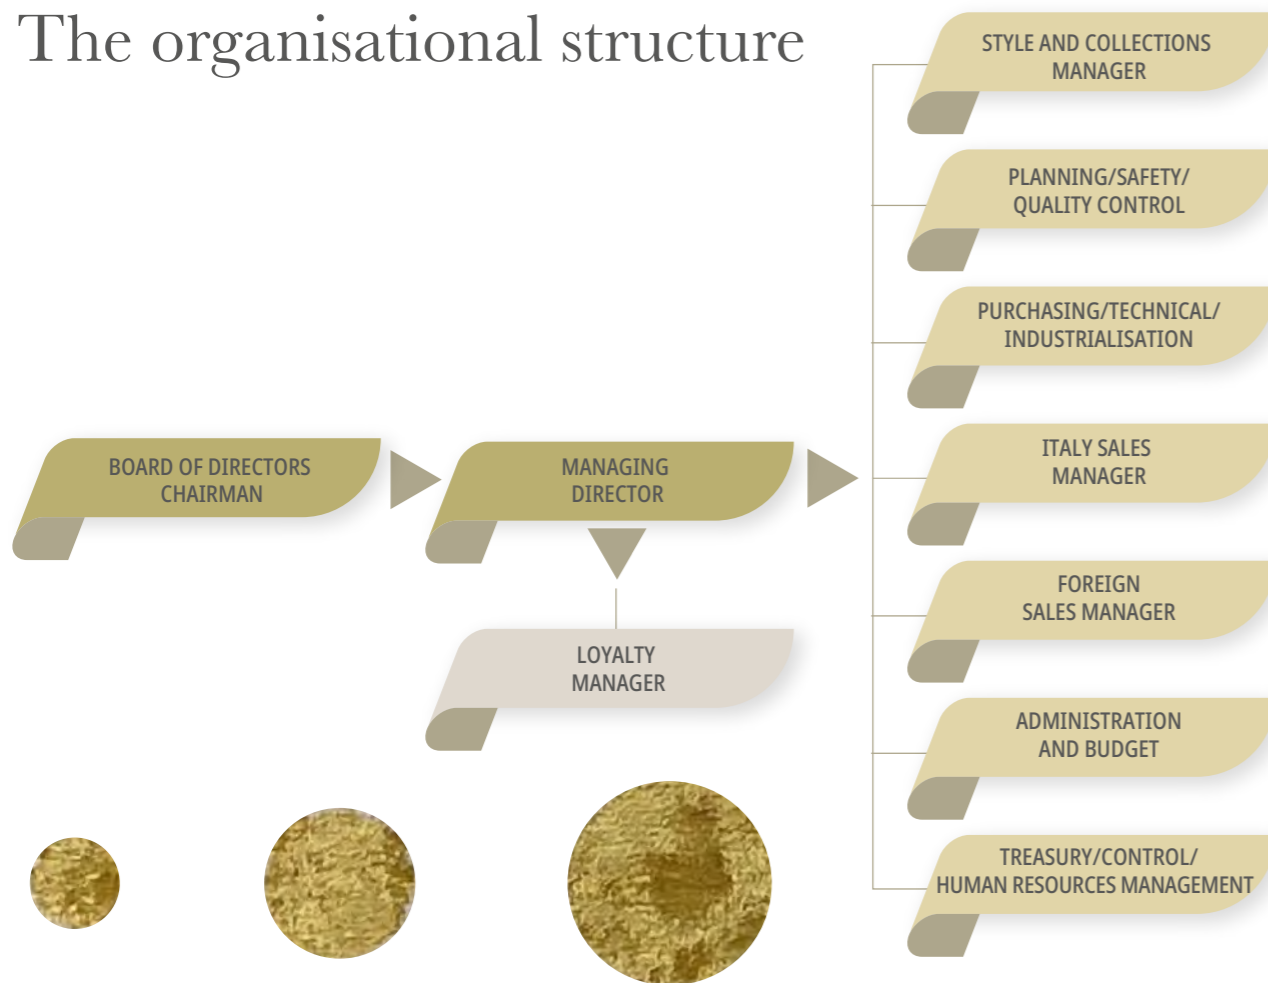 The organisational structure
STYLE AND COLLECTIONS
MANAGER
PLANNING/SAFETY/
QUALITY CONTROL
PURCHASING/TECHNICAL/
INDUSTRIALISATION
BOARD OF DIRECTORS
CHAIRMAN
MANAGING
DIRECTOR
ITALY SALES
MANAGER
FOREIGN
SALES MANAGER
LOYALTY
MANAGER
ADMINISTRATION
AND BUDGET
TREASURY/CONTROL/
HUMAN RESOURCES MANAGEMENT